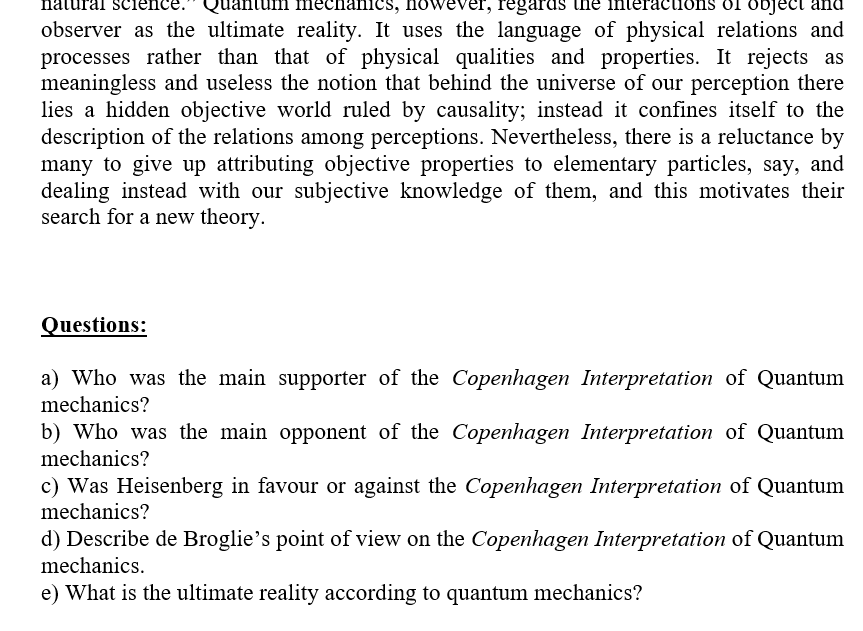 natural science." Quantum mechanics, however, regards the interactions of object and
observer as the ultimate reality. It uses the language of physical relations and
processes rather than that of physical qualities and properties. It rejects as
meaningless and useless the notion that behind the universe of our perception there
lies a hidden objective world ruled by causality; instead it confines itself to the
description of the relations among perceptions. Nevertheless, there is a reluctance by
many to give up attributing objective properties to elementary particles, say, and
dealing instead with our subjective knowledge of them, and this motivates their
search for a new theory.
Questions:
a) Who was the main supporter of the Copenhagen Interpretation of Quantum
mechanics?
b) Who was the main opponent of the Copenhagen Interpretation of Quantum
mechanics?
c) Was Heisenberg in favour or against the Copenhagen Interpretation of Quantum
mechanics?
d) Describe de Broglie's point of view on the Copenhagen Interpretation of Quantum
mechanics.
e) What is the ultimate reality according to quantum mechanics?